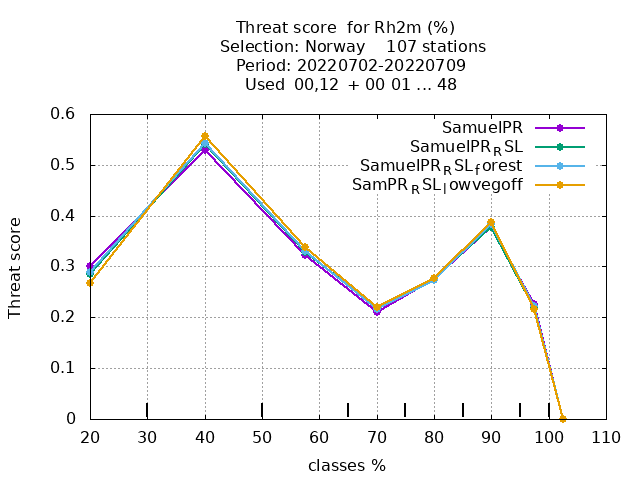 Threat score  for Rh2m (%)
Selection: Norway    107 stations
Period: 20220702-20220709
Used  00,12  + 00 01 ... 48
SamuelPR
SamuelPR_RSL
SamuelPR_RSL_forest
SamPR_RSL_lowvegoff
Threat score
0.6
0.5
0.4
0.3
0.2
0.1
0
20 30 40 50 60 70 80 90 100 110
classes %